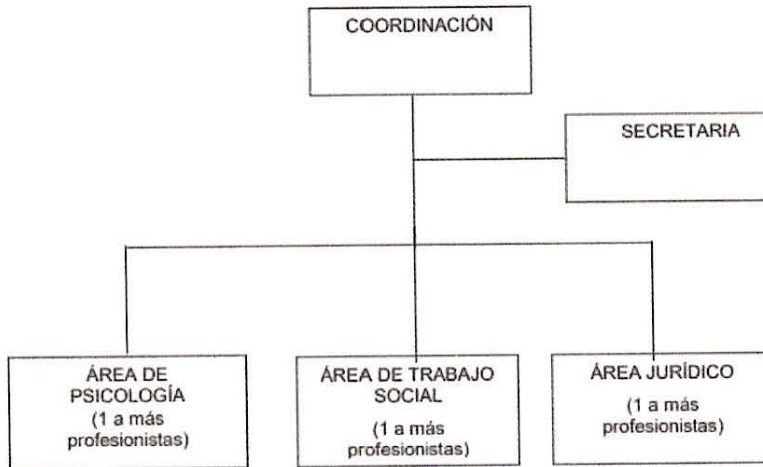 COORDINACIÓN
SECRETARIA
ÁREA DE
PSICOLOGÍA
(1 a más
profesionistas)
ÁREA DE TRABAJO
SOCIAL
(1 a más
profesionistas)
ÁREA JURÍDICO
(1 a más
profesionistas)